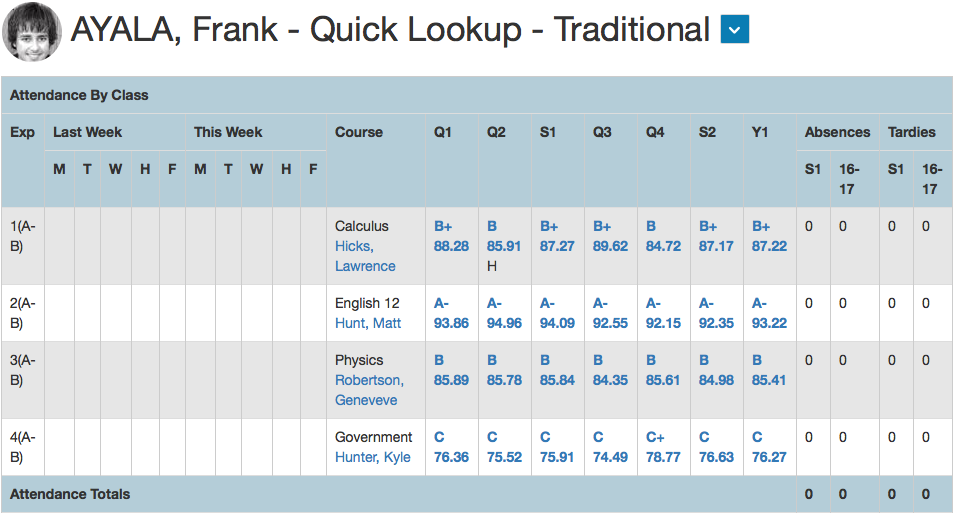 AYALA, Frank - Quick Lookup - Traditional
Attendance By Class
Exp Last Week This Week Course Q1 Q2 S1 Q3 Q4 S2 Y1 Absences Tardies
M T W H F M T W H F S1 16-17 S1 16-17
1(A-B) Calculus B+ B B+ B+ B B+ B+ 0 0 0 0
Hicks, 88.28 85.91 87.27 89.62 84.72 87.17 87.22
Lawrence H
2(A-B) English 12 A- A- A- A- A- A- A- 0 0 0 0
Hunt, Matt 93.86 94.96 94.09 92.55 92.15 92.35 93.22
3(A-B) Physics B B B B B B B 0 0 0 0
Robertson, 85.89 85.78 85.84 84.35 85.61 84.98 85.41
Geneveve
4(A-B) Government C C C C C+ C C 0 0 0 0
Hunter, Kyle 76.36 75.52 75.91 74.49 78.77 76.63 76.27
Attendance Totals 0 0 0 0